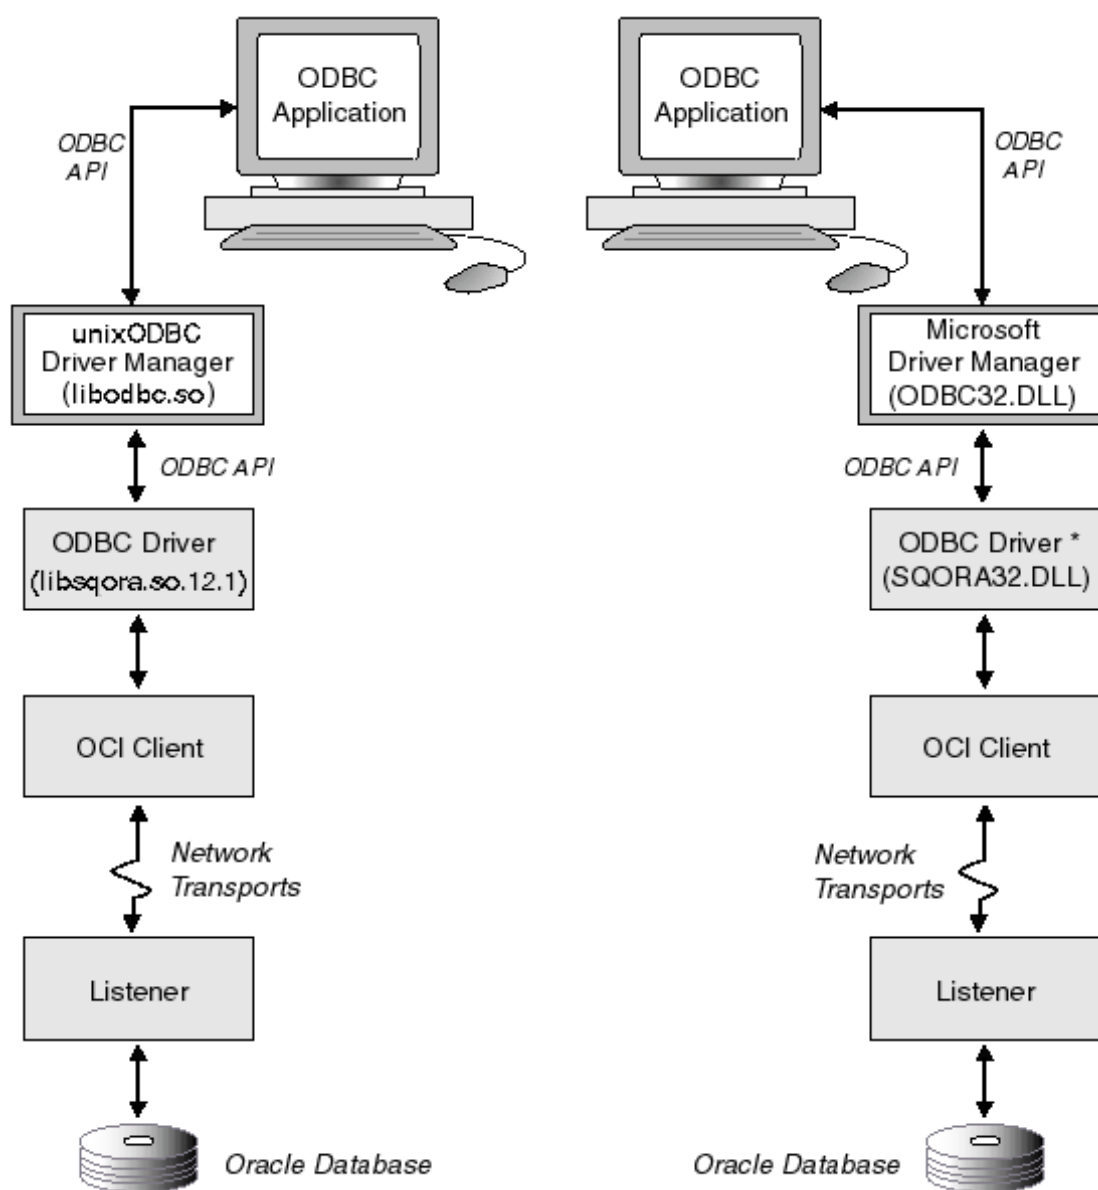 ODBC
Application
ODBC
API
unixODBC
Driver Manager
(libodbc.so)
ODBC API
ODBC Driver
(libsqora.so.12.1)
OCI Client
Network
Transports
Listener
Oracle Database
ODBC
Application
ODBC
API
Microsoft
Driver Manager
(ODBC32.DLL)
ODBC API
ODBC Driver *
(SQORA32.DLL)
OCI Client
Network
Transports
Listener
Oracle Database